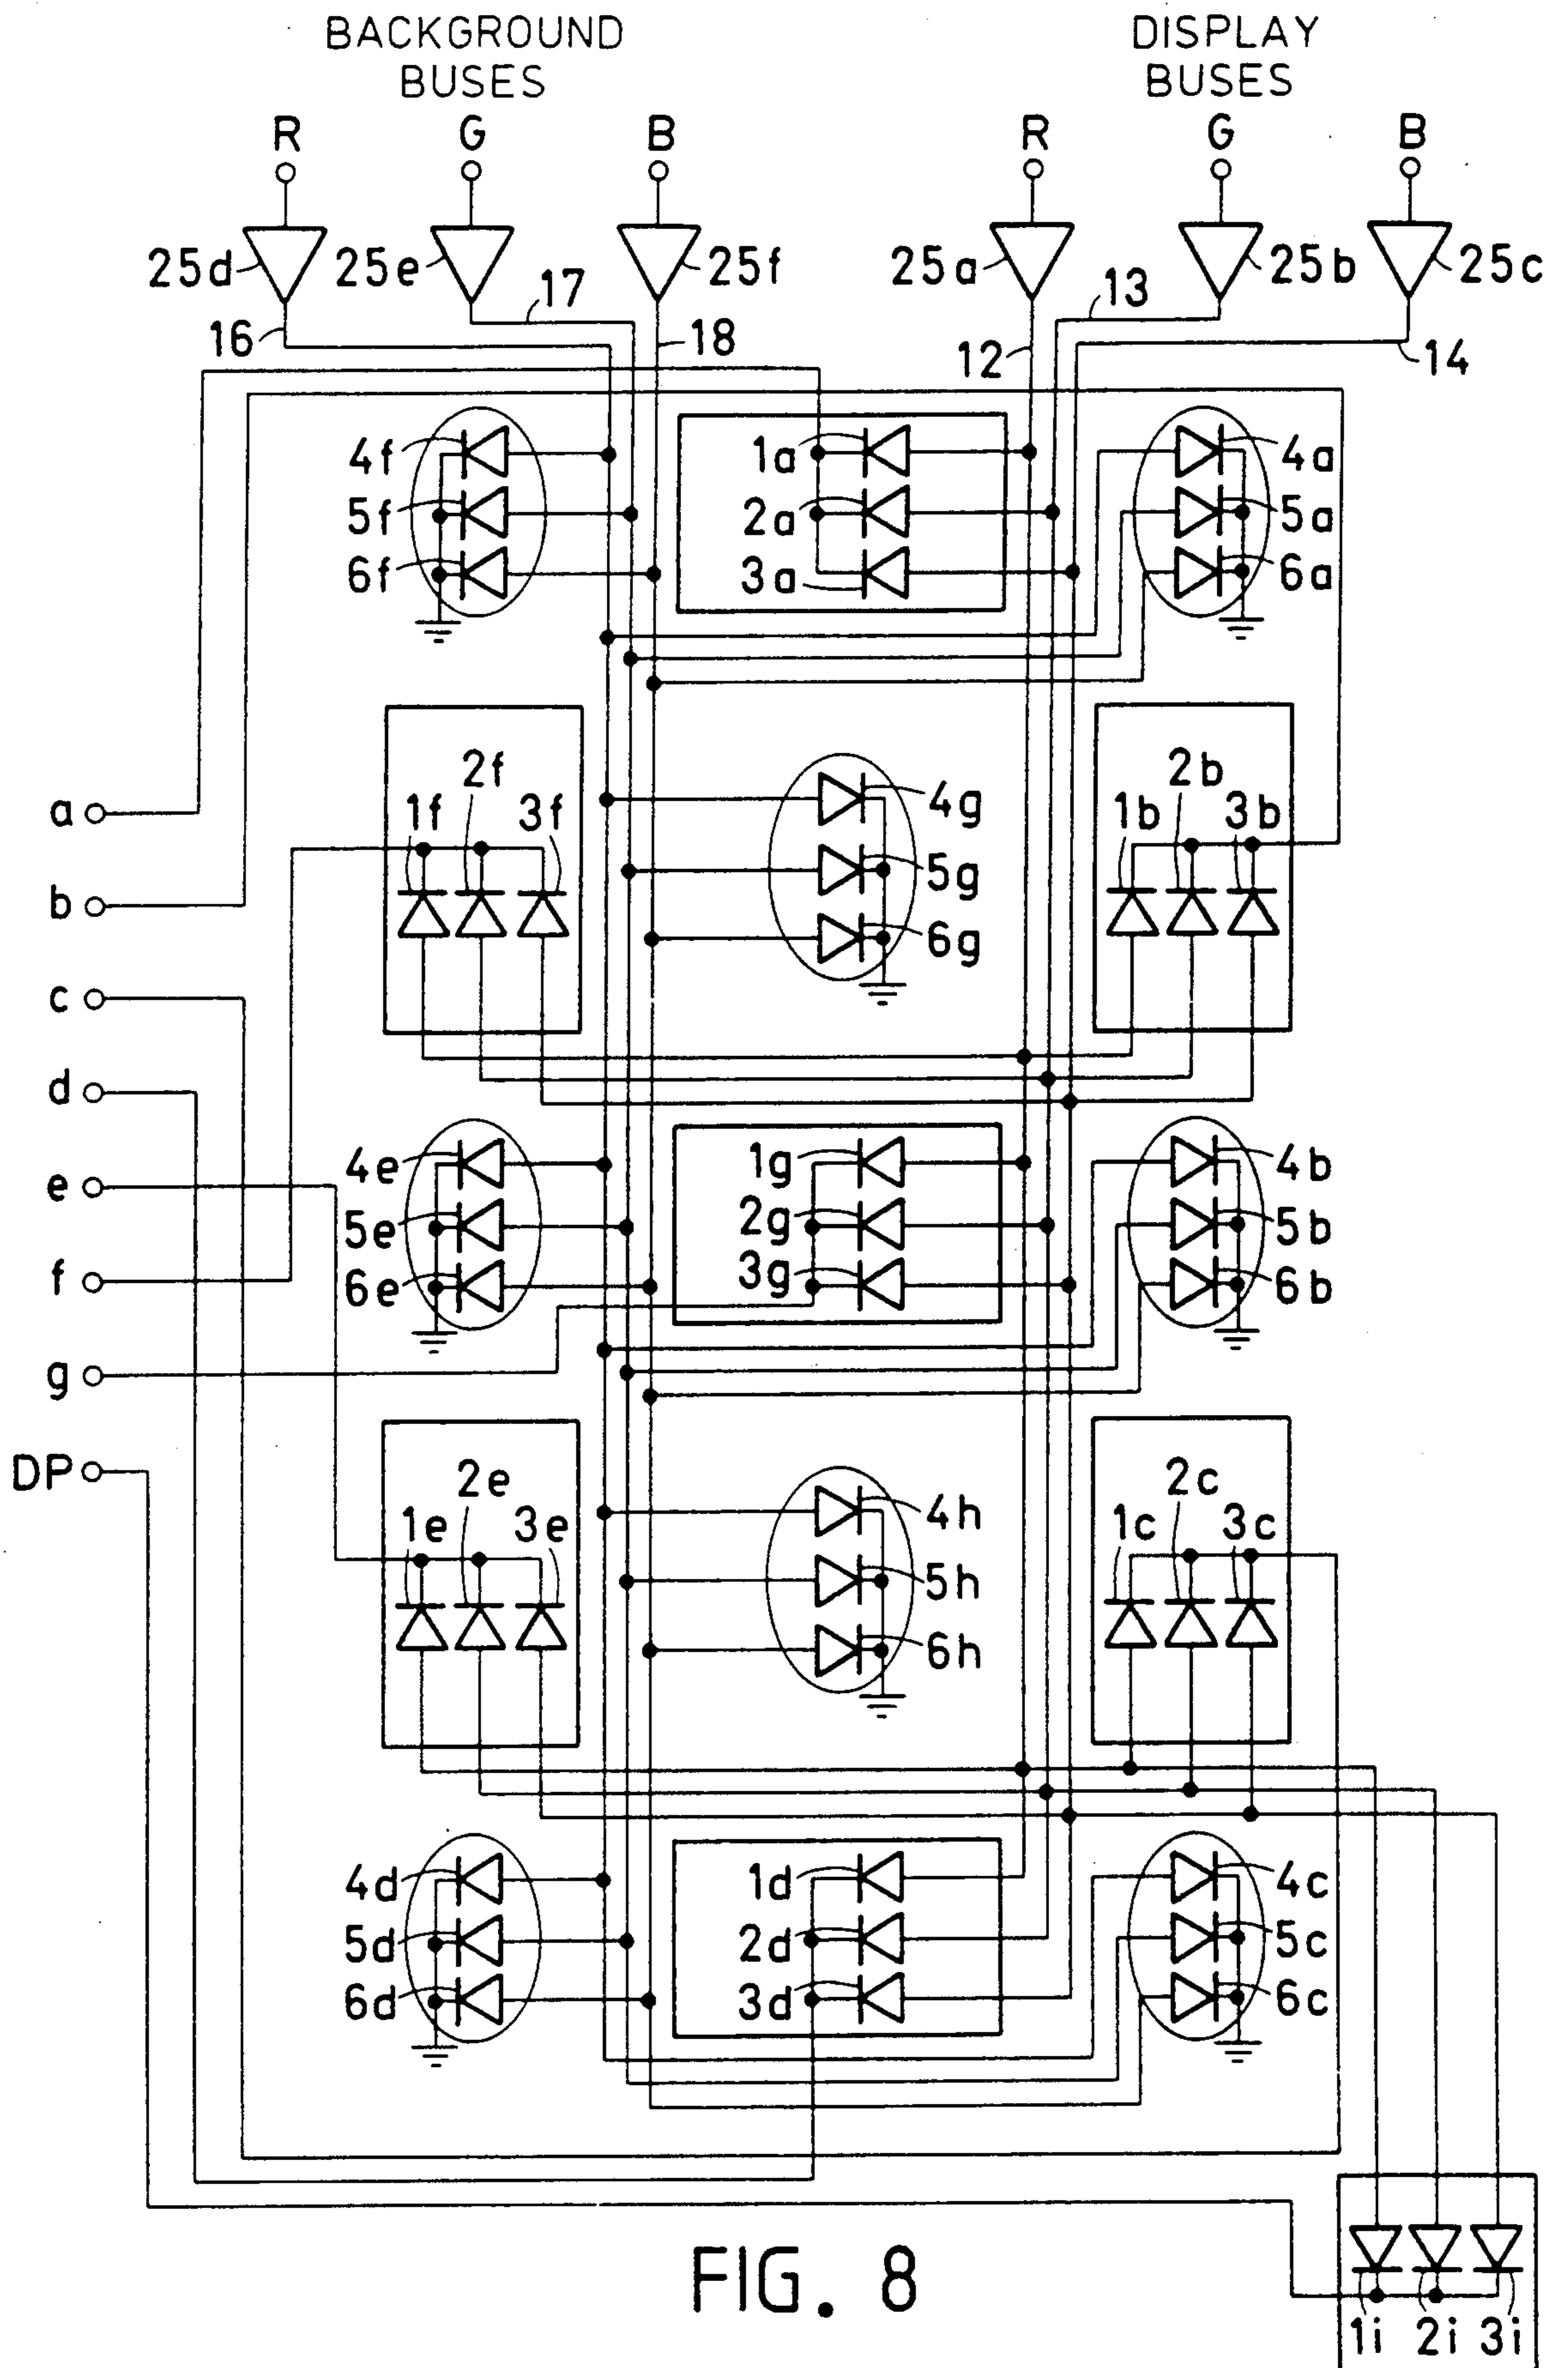 BACKGROUND BUSES
DISPLAY BUSES
R G B R G B
25d 25e 25f 25a 25b 25c
17 13
16 18 12 14
4f 1a 4a
5f 2a 5a
6f 3a 6a
2f 2b
a 1f 3f 4g 1b 3b
5g
b
6g
c
d
4e 1g 4b
e
5e 2g 5b
f 6e 3g 6b
g
DP 2e 2c
1e 3e 4h 1c 3c
5h
6h
4d 1d 4c
5d 2d 5c
6d 3d 6c
FIG. 8
1i 2i 3i